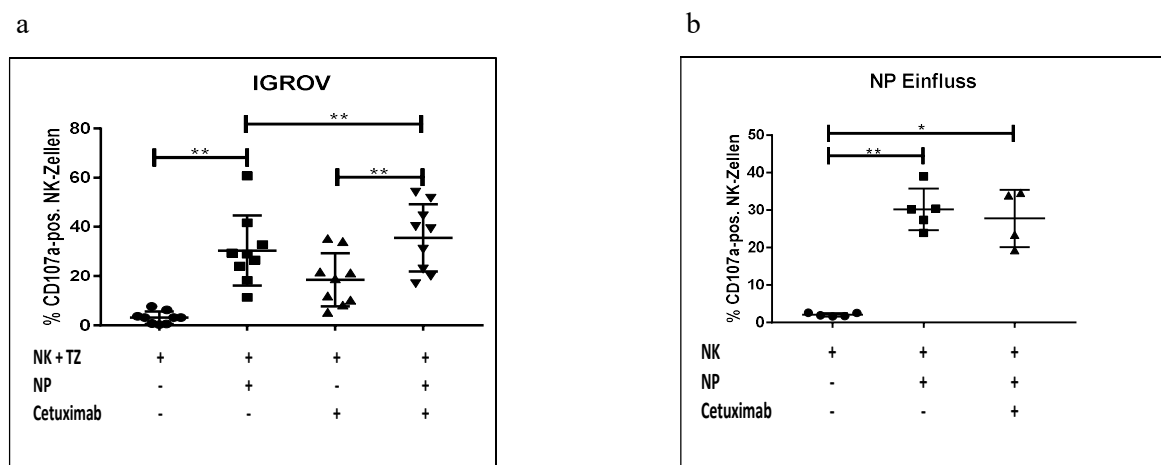 a
IGROV
% CD107a-pos. NK-Zellen
80
60
40
20
0
**
**
**
NK + TZ + + + +
NP - + - +
Cetuximab - - + +
b
NP Einfluss
% CD107a-pos. NK-Zellen
50
40
30
20
10
0
*
**
NK + + +
NP - + +
Cetuximab - - +